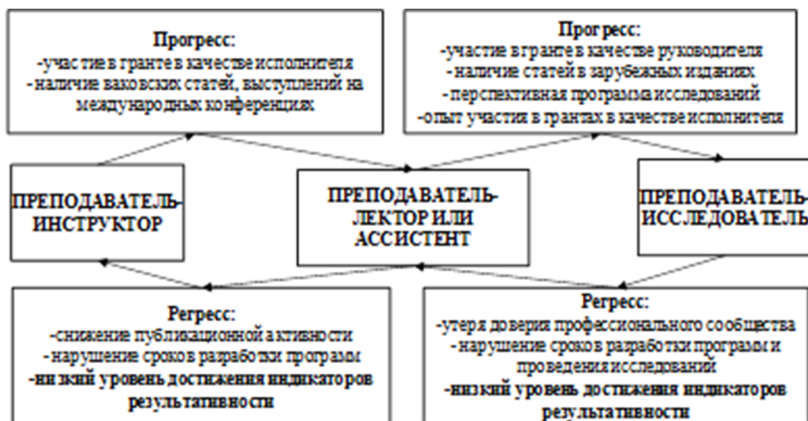 Прогресс:
-участие в гранте в качестве исполнителя
-наличие ваковских статей, выступлений на
международных конференциях
Прогресс:
-участие в гранте в качестве руководителя
-наличие статей в зарубежных изданиях
-перспективная программа исследований
-опыт участия в грантах в качестве исполнителя
ПРЕПОДАВАТЕЛЬ-
ИНСТРУКТОР
ПРЕПОДАВАТЕЛЬ-
ЛЕКТОР ИЛИ
АССИСТЕНТ
ПРЕПОДАВАТЕЛЬ-
ИССЛЕДОВАТЕЛЬ
Регресс:
-снижение публикационной активности
-нарушение сроков разработки программ
-низкий уровень достижения индикаторов
результативности
Регресс:
-утеря доверия профессионального сообщества
-нарушение сроков разработки программ и
проведения исследований
-низкий уровень достижения индикаторов
результативности